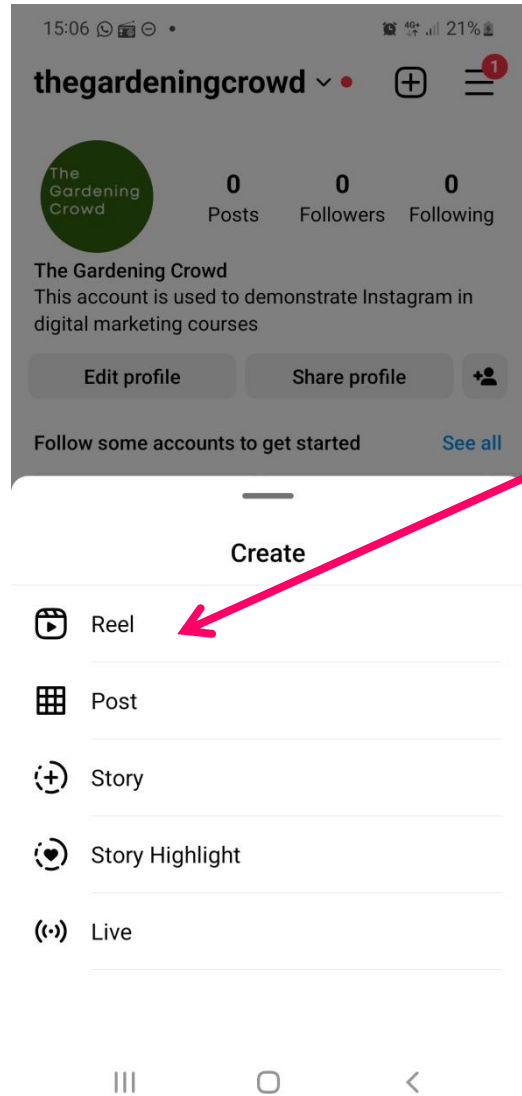 15:06 4G+ 21%
thegardeningcrowd 1
The
Gardening
Crowd
0 0 0
Posts Followers Following
The Gardening Crowd
This account is used to demonstrate Instagram in
digital marketing courses
Edit profile Share profile
Follow some accounts to get started See all
Create
Reel
Post
Story
Story Highlight
Live